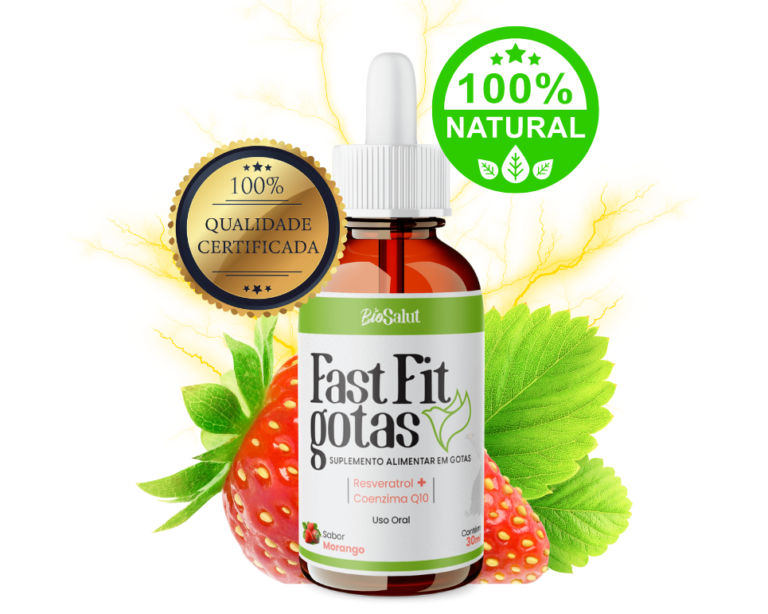 100%
NATURAL
100%
QUALIDADE
CERTIFICADA
BioSalut
Fast Fit
gotas
SUPLEMENTO ALIMENTAR EM GOTAS
Resveratrol +
Coenzima Q10
Uso Oral
Sabor
Morango
Contém
30ml